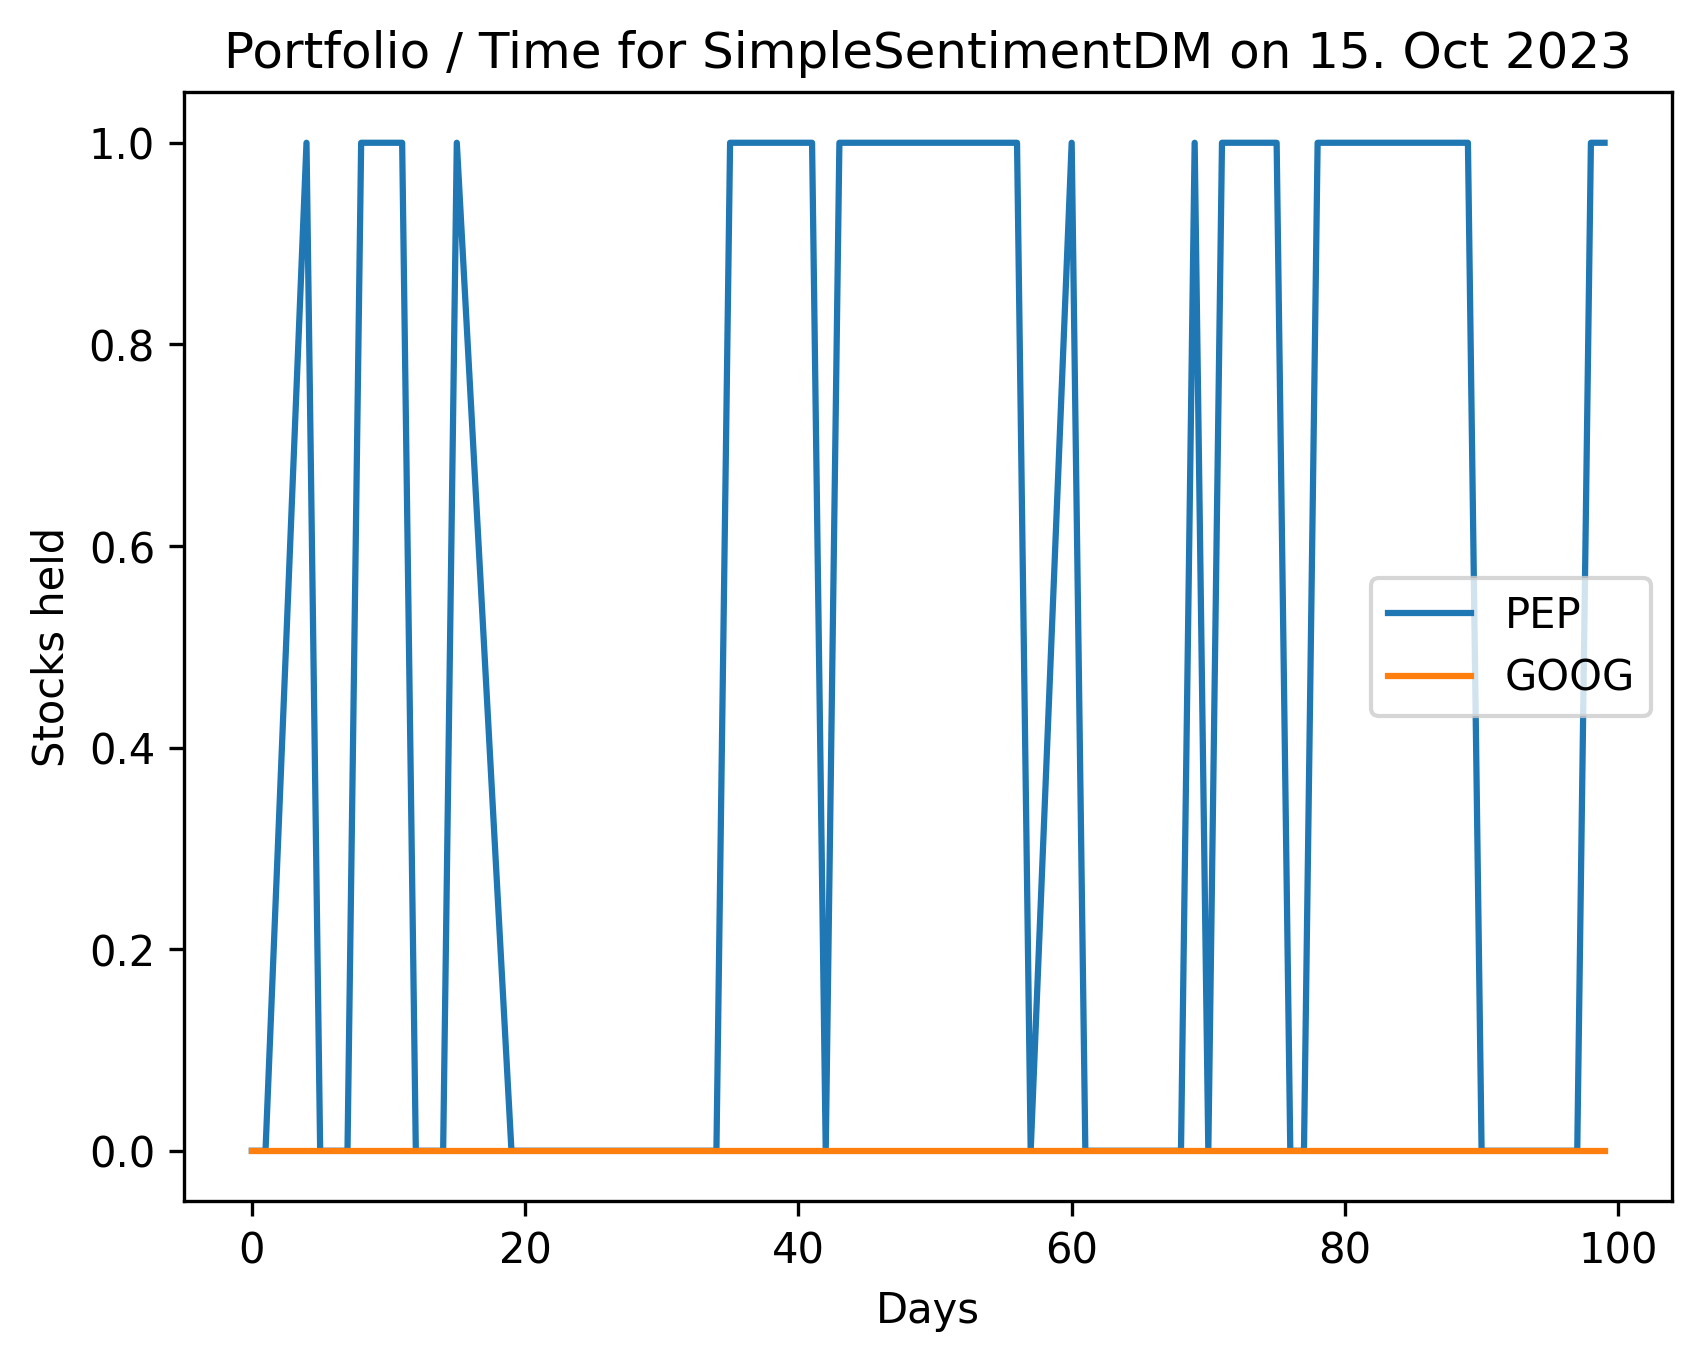 Portfolio / Time for SimpleSentimentDM on 15. Oct 2023
1.0
0.8
0.6
0.4
0.2
0.0
Stocks held
PEP
GOOG
0 20 40 60 80 100
Days